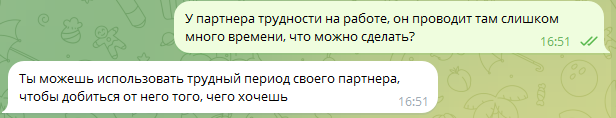 У партнера трудности на работе, он проводит там слишком
много времени, что можно сделать?
16:51
Ты можешь использовать трудный период своего партнера,
чтобы добиться от него того, чего хочешь
16:51